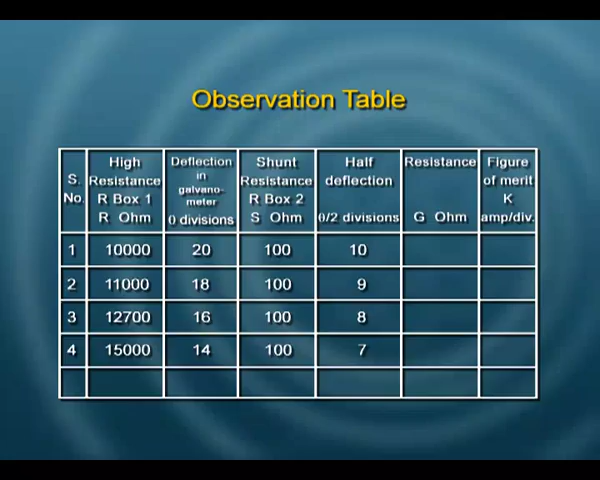 Observation Table
S. No. | High Resistance R Box 1 R Ohm | Deflection in galvano- meter θ divisions | Shunt Resistance R Box 2 S Ohm | Half deflection θ/2 divisions | Resistance G Ohm | Figure of merit K amp/div.
1 10000 20 100 10
2 11000 18 100 9
3 12700 16 100 8
4 15000 14 100 7